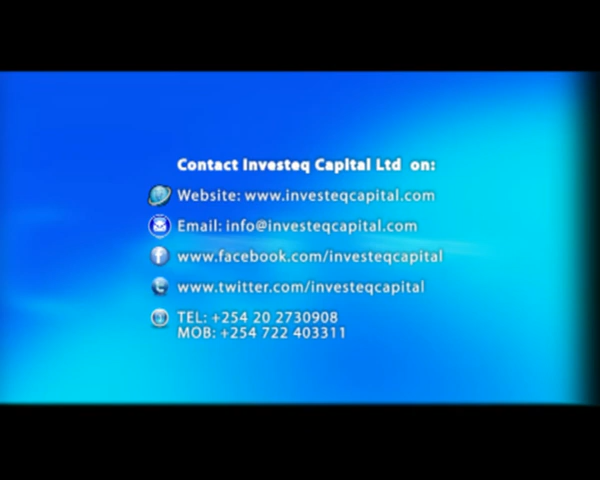 Contact Investeq Capital Ltd on:
Website: www.investeqcapital.com
Email: info@investeqcapital.com
www.facebook.com/investeqcapital
www.twitter.com/investeqcapital
TEL: +254 20 2730908
MOB: +254 722 403311